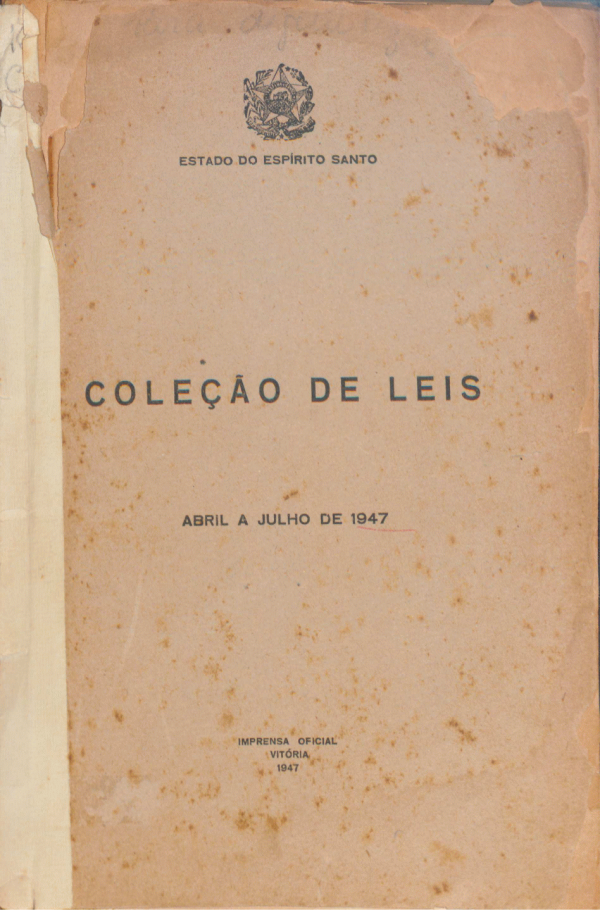 ESTADO DO ESPÍRITO SANTO
COLEÇÃO DE LEIS
ABRIL A JULHO DE 1947
IMPRENSA OFICIAL
VITÓRIA
1947